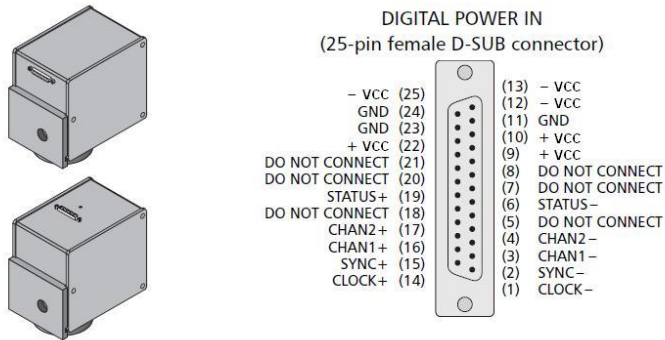 DIGITAL POWER IN
(25-pin female D-SUB connector)
− VCC (25)
GND (24)
GND (23)
+ VCC (22)
DO NOT CONNECT (21)
DO NOT CONNECT (20)
STATUS+ (19)
DO NOT CONNECT (18)
CHAN2+ (17)
CHAN1+ (16)
SYNC+ (15)
CLOCK+ (14)
(13) − VCC
(12) − VCC
(11) GND
(10) + VCC
(9) + VCC
(8) DO NOT CONNECT
(7) DO NOT CONNECT
(6) STATUS−
(5) DO NOT CONNECT
(4) CHAN2−
(3) CHAN1−
(2) SYNC−
(1) CLOCK−